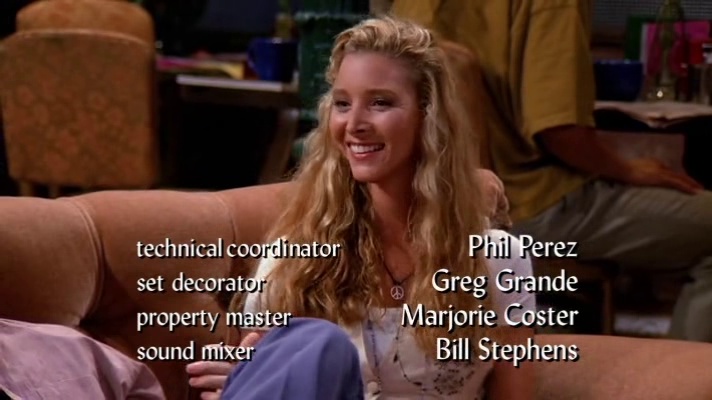 technical coordinator Phil Perez
set decorator Greg Grande
property master Marjorie Coster
sound mixer Bill Stephens